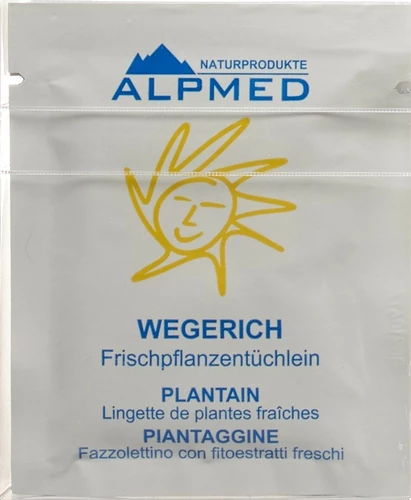 NATURPRODUKTE
ALPMED
WEGERICH
Frischpflanzentüchlein
PLANTAIN
Lingette de plantes fraîches
PIANTAGGINE
Fazzolettino con fitoestratti freschi